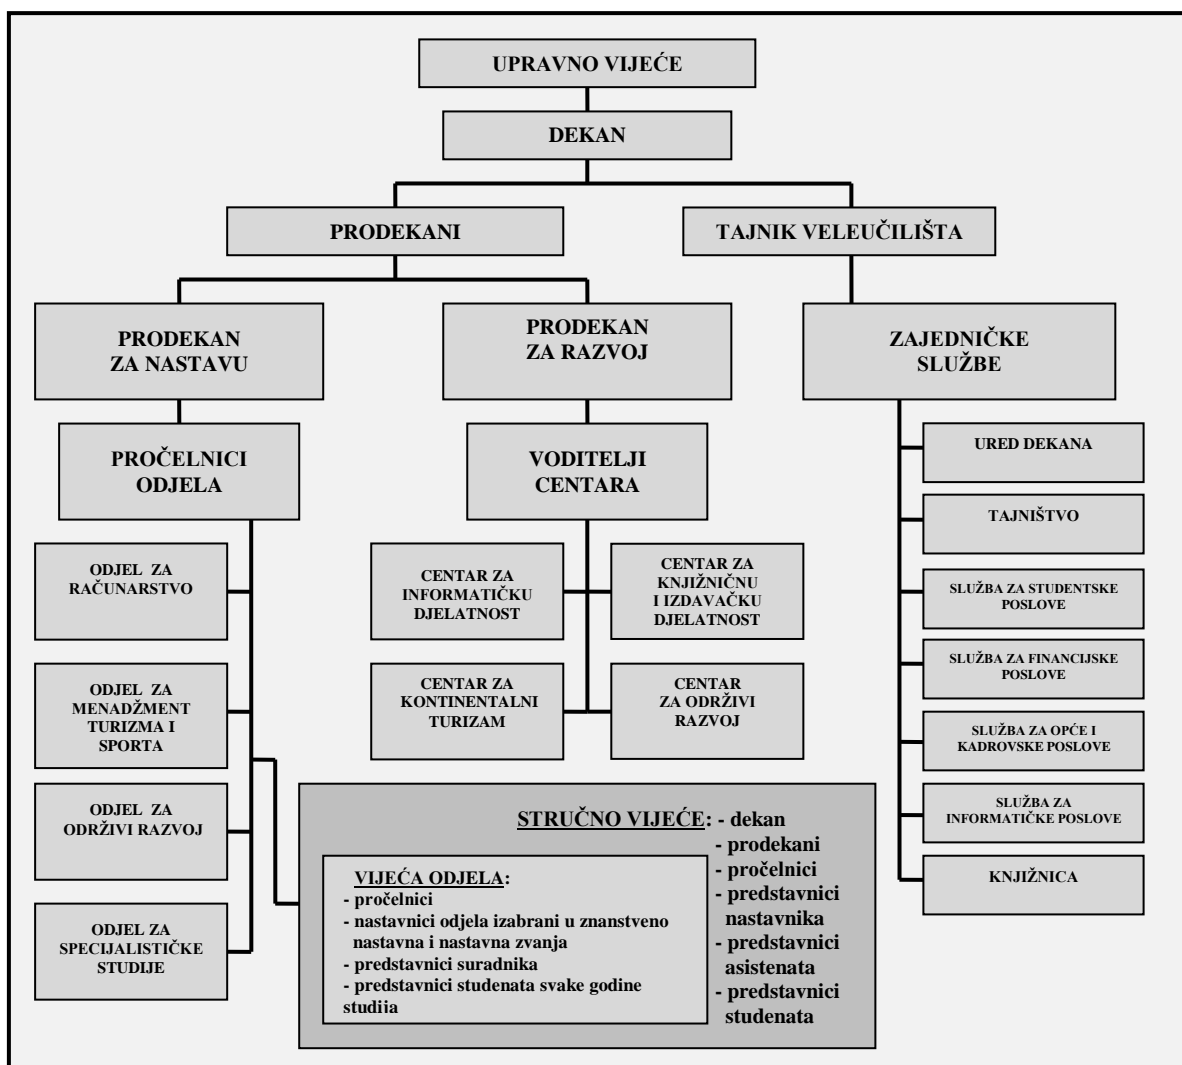 UPRAVNO VIJEĆE
DEKAN
PRODEKANI
TAJNIK VELEUČILIŠTA
PRODEKAN
ZA NASTAVU
PRODEKAN
ZA RAZVOJ
ZAJEDNIČKE
SLUŽBE
PROČELNICI
ODJELA
VODITELJI
CENTARA
ODJEL ZA
RAČUNARSTVO
ODJEL ZA
MENADŽMENT
TURIZMA I
SPORTA
ODJEL ZA
ODRŽIVI RAZVOJ
ODJEL ZA
SPECIJALISTIČKE
STUDIJE
CENTAR ZA
INFORMATIČKU
DJELATNOST
CENTAR ZA
KNJIŽNIČNU
I IZDAVAČKU
DJELATNOST
CENTAR ZA
KONTINENTALNI
TURIZAM
CENTAR
ZA ODRŽIVI
RAZVOJ
URED DEKANA
TAJNIŠTVO
SLUŽBA ZA STUDENTSKE
POSLOVE
SLUŽBA ZA FINANCIJSKE
POSLOVE
SLUŽBA ZA OPĆE I
KADROVSKE POSLOVE
SLUŽBA ZA
INFORMATIČKE POSLOVE
KNJIŽNICA
STRUČNO VIJEĆE: - dekan
- prodekani
- pročelnici
- predstavnici
nastavnika
- predstavnici
asistenata
- predstavnici
studenata
VIJEĆA ODJELA:
- pročelnici
- nastavnici odjela izabrani u znanstveno
nastavna i nastavna zvanja
- predstavnici suradnika
- predstavnici studenata svake godine
studija